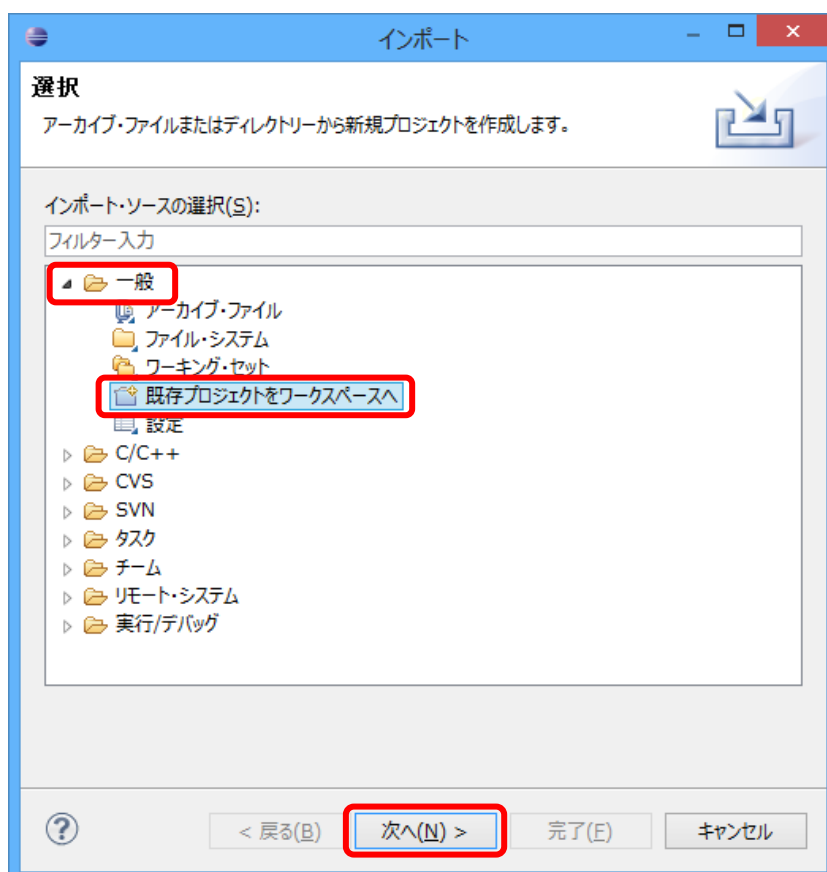 インポート
選択
アーカイブ・ファイルまたはディレクトリーから新規プロジェクトを作成します。
インポート・ソースの選択(S):
フィルター入力
一般
アーカイブ・ファイル
ファイル・システム
ワーキング・セット
既存プロジェクトをワークスペースへ
設定
C/C++
CVS
SVN
タスク
チーム
リモート・システム
実行/デバッグ
< 戻る(B) 次へ(N) > 完了(F) キャンセル